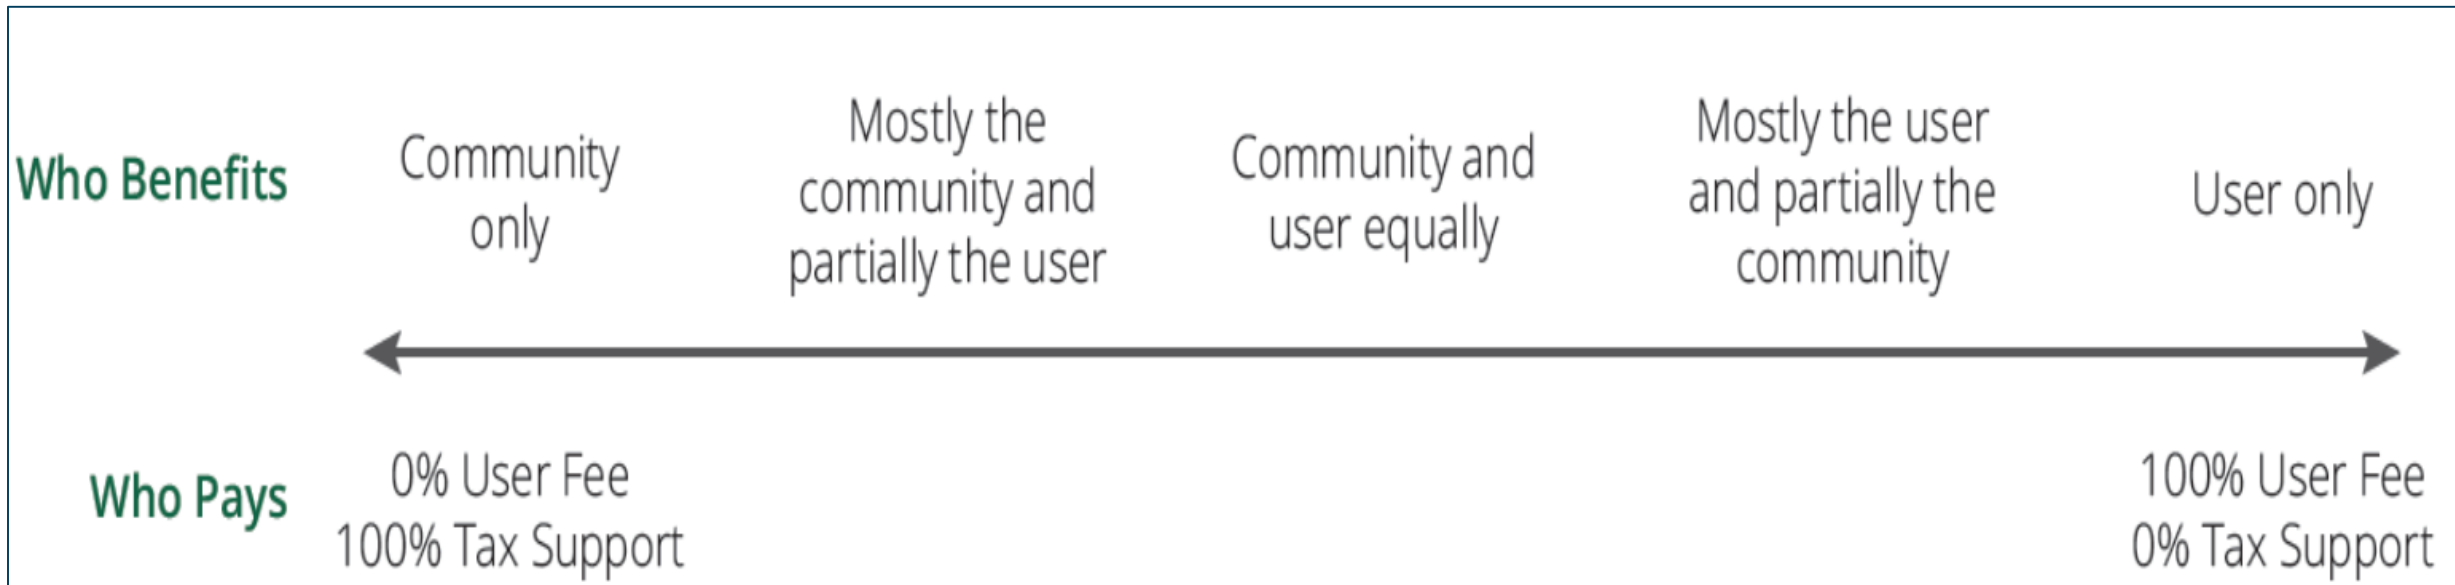 Who Benefits
Community
only
Mostly the
community and
partially the user
Community and
user equally
Mostly the user
and partially the
community
User only
Who Pays
0% User Fee
100% Tax Support
100% User Fee
0% Tax Support